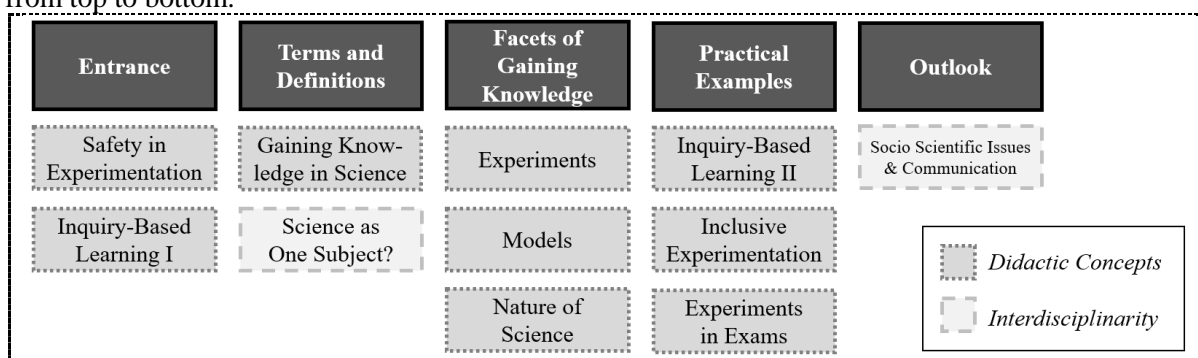 from top to bottom.
Entrance
Terms and
Definitions
Facets of
Gaining
Knowledge
Practical
Examples
Outlook
Safety in
Experimentation
Gaining Know-
ledge in Science
Experiments
Inquiry-Based
Learning II
Socio Scientific Issues
& Communication
Inquiry-Based
Learning I
Science as
One Subject?
Models
Inclusive
Experimentation
Nature of
Science
Experiments
in Exams
Didactic Concepts
Interdisciplinarity